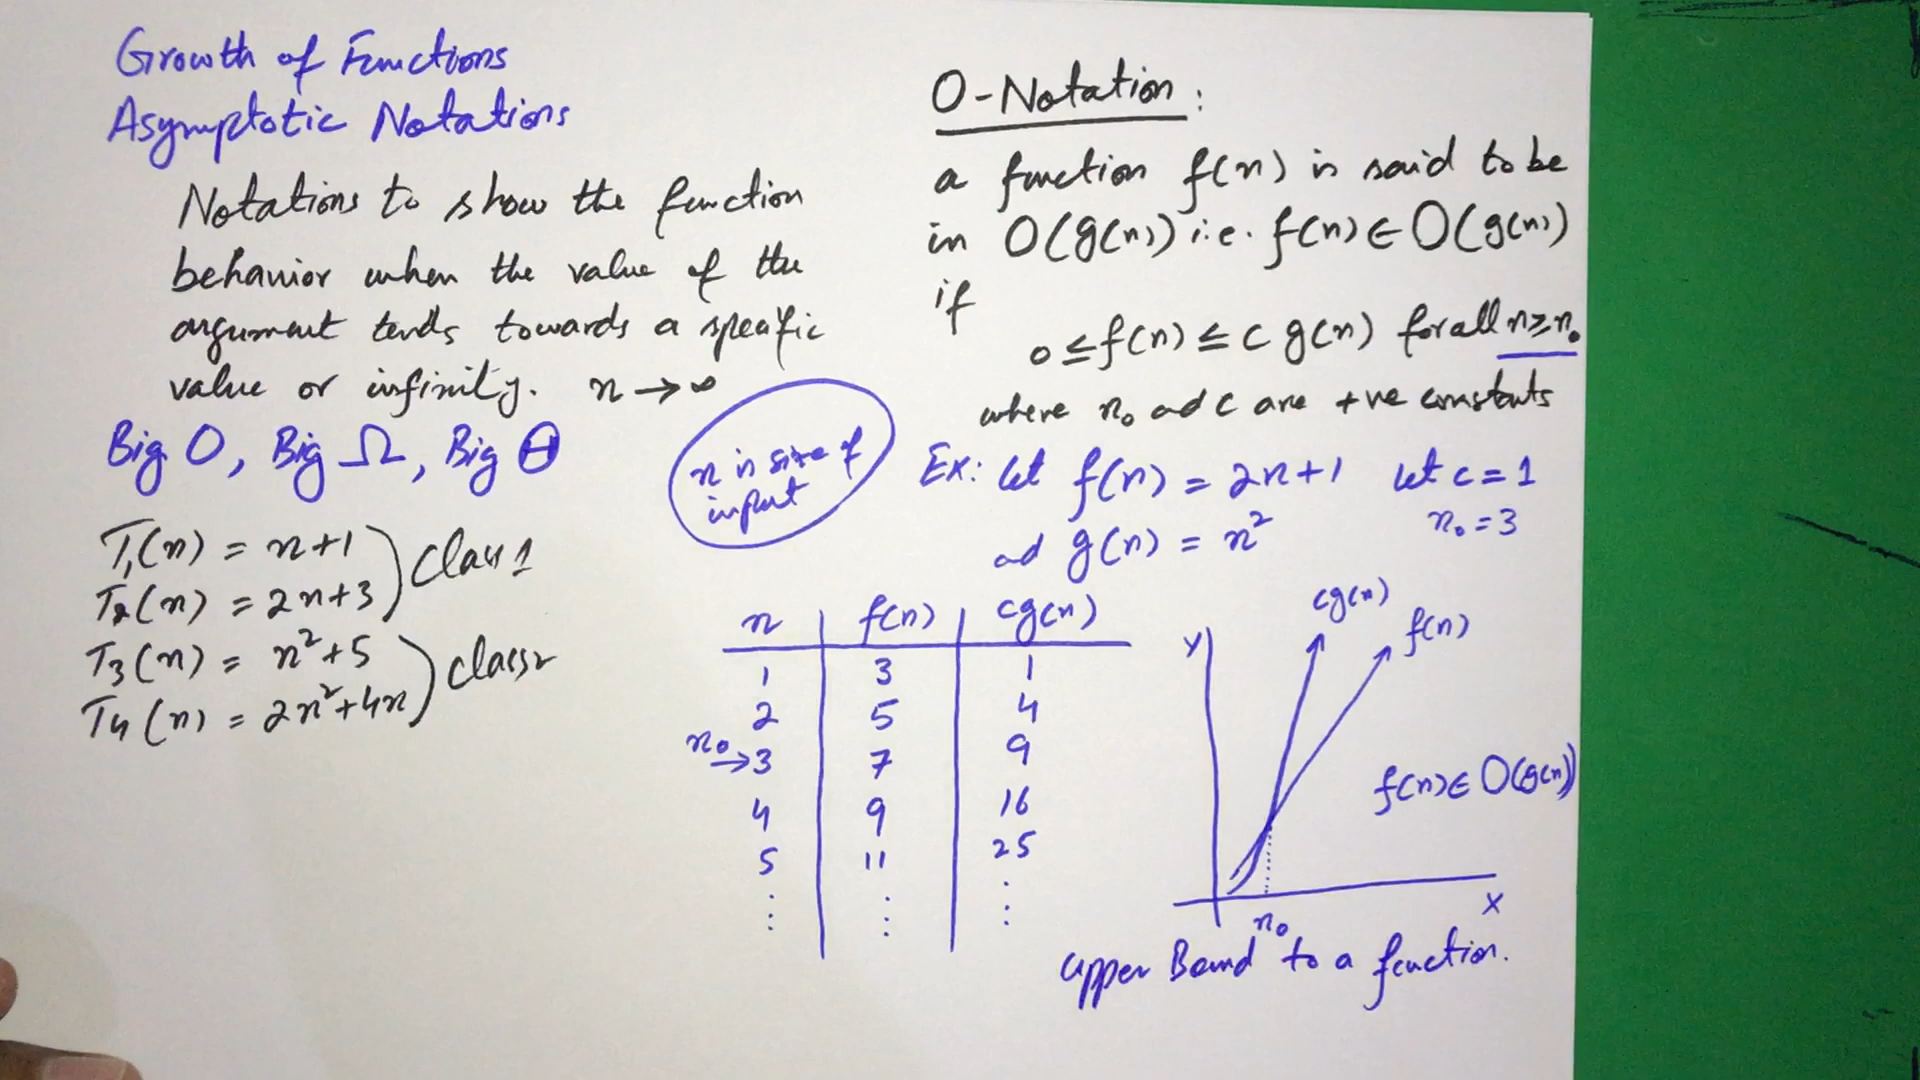 Growth of Functions
Asymptotic Notations
Notations to show the function
behavior when the value of the
argument tends towards a specific
value or infinity. n → ∞
Big O, Big Ω, Big Θ
n is size of
input
T₁(n) = n+1
T₂(n) = 2n+3
Class 1
T₃(n) = n²+5
T₄(n) = 2n²+4n
class 2
O-Notation:
a function f(n) is said to be
in O(g(n)) i.e. f(n) ∈ O(g(n))
if
0 ≤ f(n) ≤ c g(n) for all n ≥ n₀
where n₀ ad c are +ve constants
Ex: let f(n) = 2n+1 let c = 1
ad g(n) = n² n₀ = 3
n f(n) cg(n)
1 3 1
2 5 4
n₀ → 3 7 9
4 9 16
5 11 25
⋮ ⋮ ⋮
cg(n)
f(n)
y
f(n) ∈ O(g(n))
x
n₀
Upper Bound to a function.